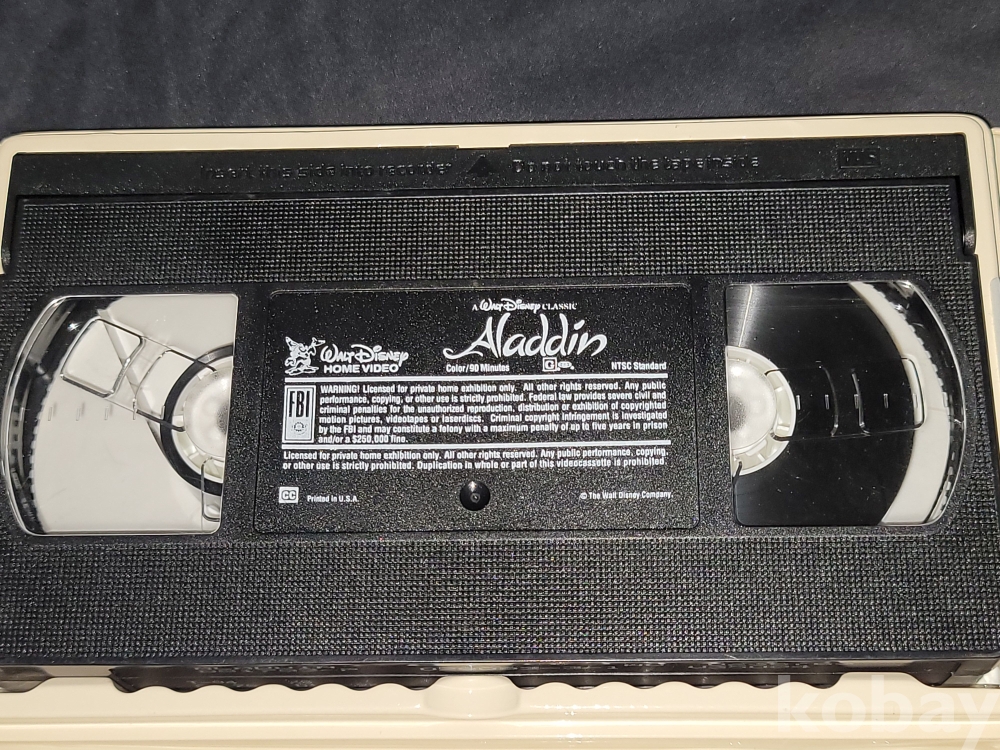 Insert this side into recorder ▲ Do not touch the tape inside VHS
A WALT DISNEY CLASSIC
Aladdin
WALT DISNEY
HOME VIDEO
Color/90 Minutes G NTSC Standard
FBI
WARNING! Licensed for private home exhibition only. All other rights reserved. Any public
performance, copying, or other use is strictly prohibited. Federal law provides severe civil and
criminal penalties for the unauthorized reproduction, distribution or exhibition of copyrighted
motion pictures, videotapes or laserdiscs. Criminal copyright infringement is investigated
by the FBI and may constitute a felony with a maximum penalty of up to five years in prison
and/or a $250,000 fine.
Licensed for private home exhibition only. All other rights reserved. Any public performance, copying,
or other use is strictly prohibited. Duplication in whole or part of this videocassette is prohibited.
CC Printed in U.S.A. © The Walt Disney Company.
kobay